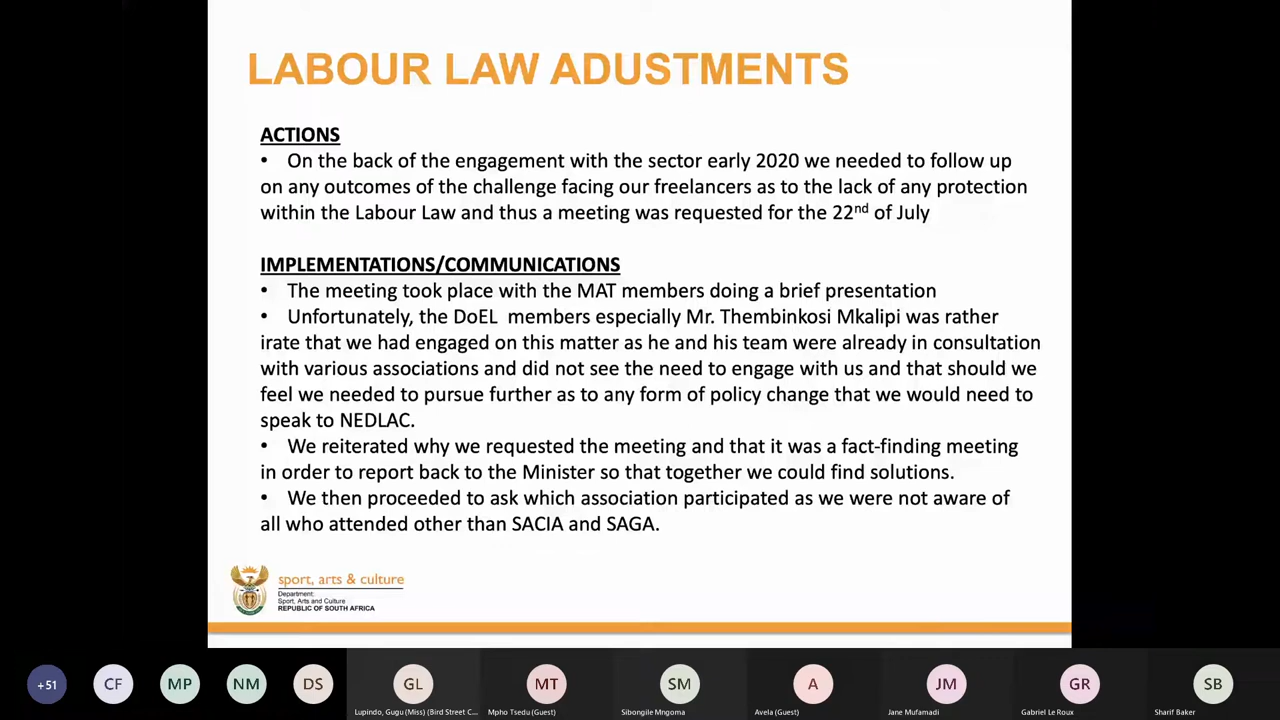 LABOUR LAW ADUSTMENTS
ACTIONS
• On the back of the engagement with the sector early 2020 we needed to follow up
on any outcomes of the challenge facing our freelancers as to the lack of any protection
within the Labour Law and thus a meeting was requested for the 22nd of July
IMPLEMENTATIONS/COMMUNICATIONS
• The meeting took place with the MAT members doing a brief presentation
• Unfortunately, the DoEL members especially Mr. Thembinkosi Mkalipi was rather
irate that we had engaged on this matter as he and his team were already in consultation
with various associations and did not see the need to engage with us and that should we
feel we needed to pursue further as to any form of policy change that we would need to
speak to NEDLAC.
• We reiterated why we requested the meeting and that it was a fact-finding meeting
in order to report back to the Minister so that together we could find solutions.
• We then proceeded to ask which association participated as we were not aware of
all who attended other than SACIA and SAGA.
sport, arts & culture
Department:
Sport, Arts and Culture
REPUBLIC OF SOUTH AFRICA
+51 CF MP NM DS GL MT SM A JM GR SB
Lupindo, Gugu (Miss) (Bird Street C... Mpho Tsedu (Guest) Sibongile Mngoma Avela (Guest) Jane Mufamadi Gabriel Le Roux Sharif Baker